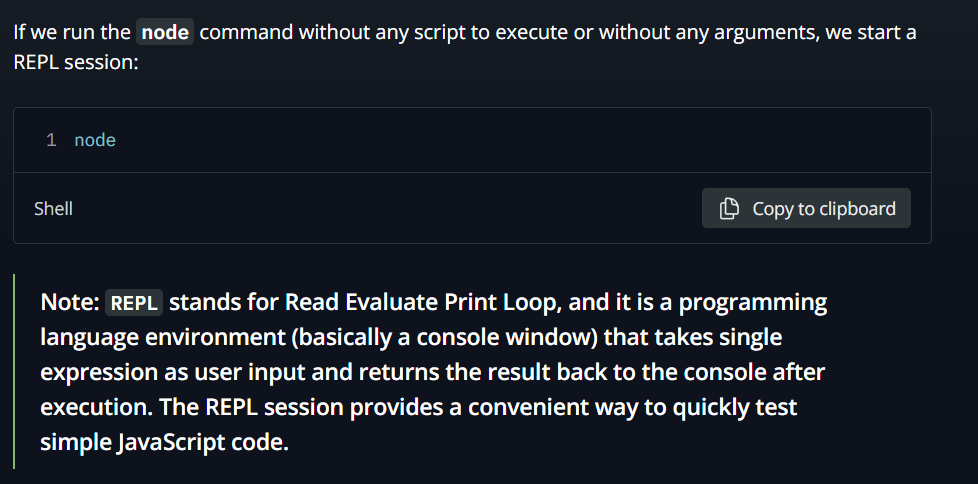 If we run the node command without any script to execute or without any arguments, we start a
REPL session:
1 node
Shell
Copy to clipboard
Note: REPL stands for Read Evaluate Print Loop, and it is a programming
language environment (basically a console window) that takes single
expression as user input and returns the result back to the console after
execution. The REPL session provides a convenient way to quickly test
simple JavaScript code.